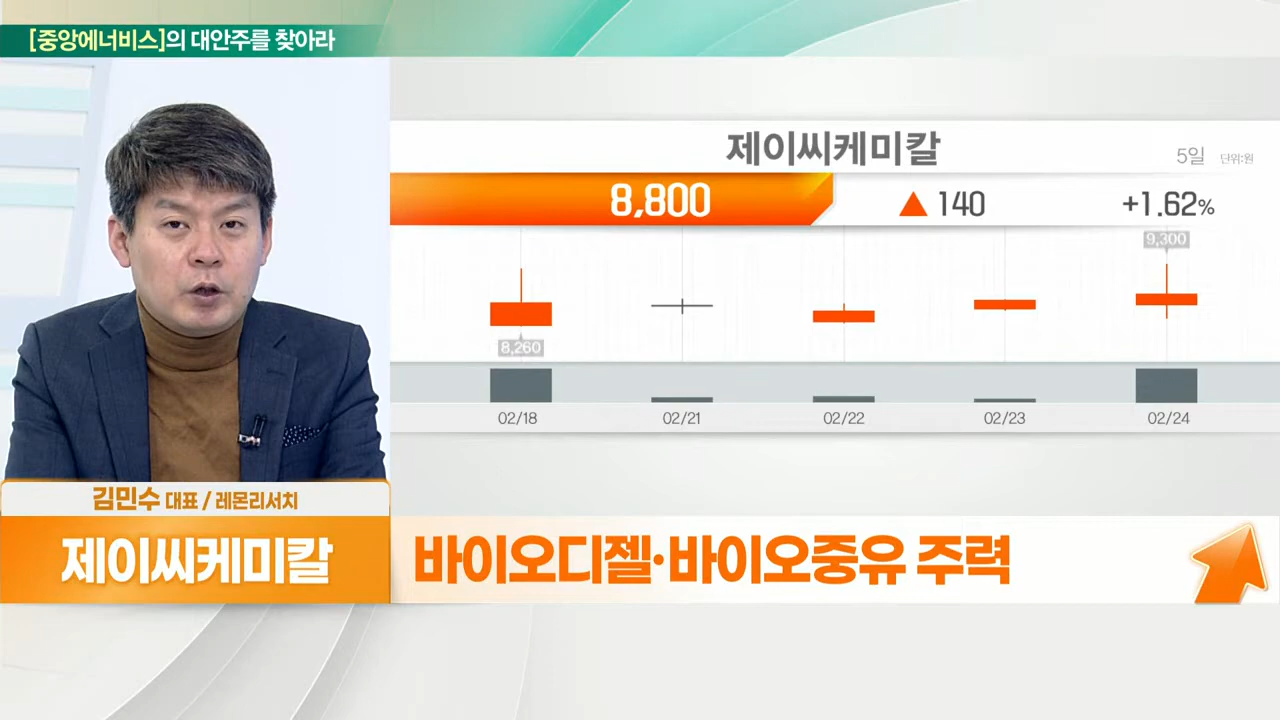 [중앙에너비스]의 대안주를 찾아라
제이씨케미칼
5일 단위:원
8,800 ▲ 140 +1.62%
9,300
8,260
02/18 02/21 02/22 02/23 02/24
김민수 대표 / 레몬리서치
제이씨케미칼
바이오디젤·바이오중유 주력